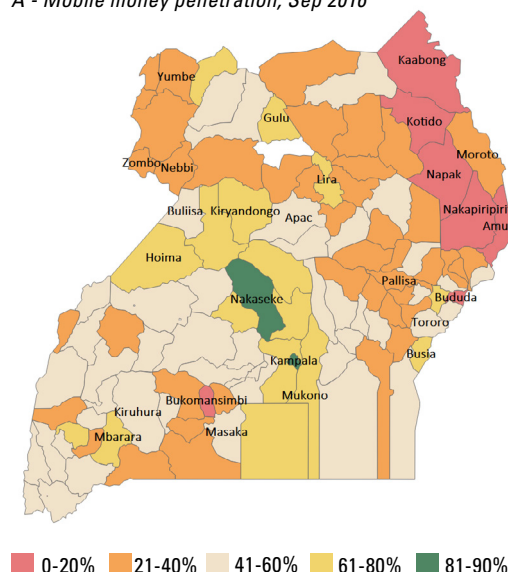 A - Mobile money penetration, Sep 2016
Kaabong
Yumbe
Gulu
Kotido
Zombo
Nebbi
Lira
Moroto
Napak
Buliisa
Kiryandongo
Apac
Nakapiripiri
Amu
Hoima
Nakaseke
Pallisa
Bududa
Tororo
Kampala
Busia
Bukomansimbi
Mukono
Kiruhura
Masaka
Mbarara
0-20% 21-40% 41-60% 61-80% 81-90%